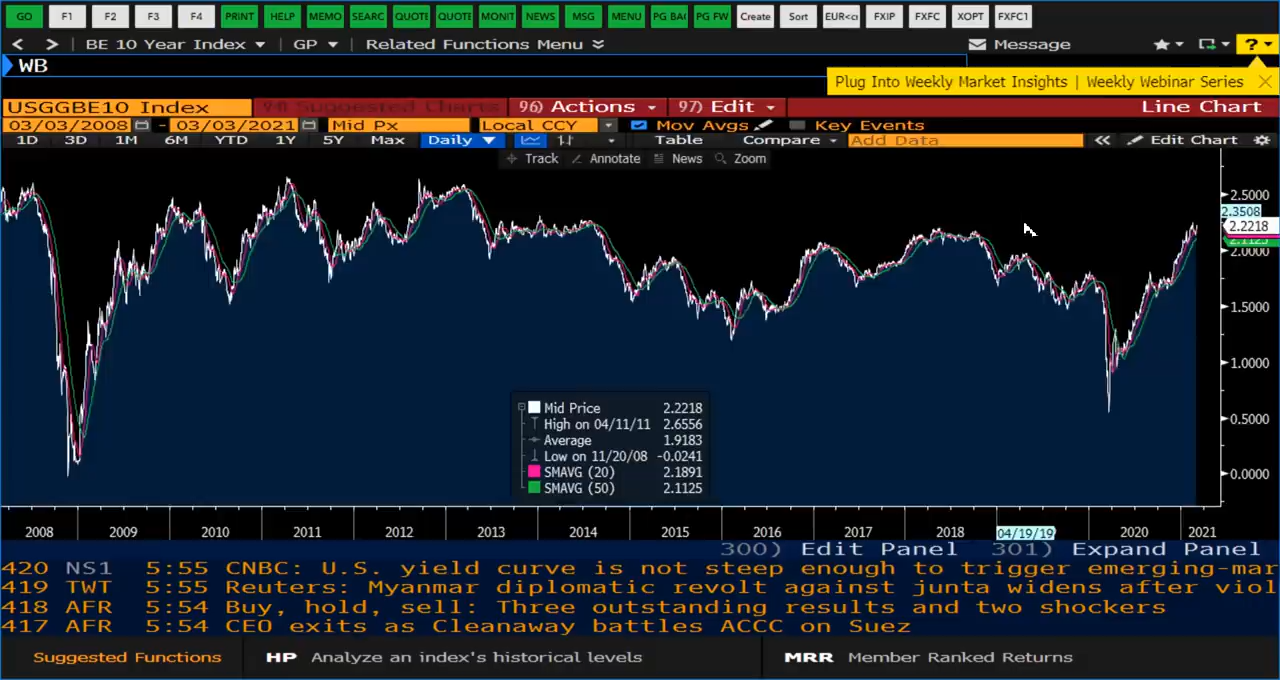 GO F1 F2 F3 F4 PRINT HELP MEMO SEARC QUOTE QUOTE MONIT NEWS MSG MENU PG BA PG FW Create Sort EUR<cr FXIP FXFC XOPT FXFC1
< > BE 10 Year Index GP Related Functions Menu Message ?
WB
Plug Into Weekly Market Insights | Weekly Webinar Series
USGGBE10 Index 94) Suggested Charts 96) Actions 97) Edit Line Chart
03/03/2008 - 03/03/2021 Mid Px Local CCY Mov Avgs Key Events
1D 3D 1M 6M YTD 1Y 5Y Max Daily Table Compare Add Data Edit Chart
Track Annotate News Zoom
2.5000
2.3508
2.2218
2.1125
2.0000
1.5000
1.0000
0.5000
0.0000
Mid Price 2.2218
High on 04/11/11 2.6556
Average 1.9183
Low on 11/20/08 -0.0241
SMAVG (20) 2.1891
SMAVG (50) 2.1125
2008 2009 2010 2011 2012 2013 2014 2015 2016 2017 2018 04/19/19 2020 2021
300) Edit Panel 301) Expand Panel
420 NS1 5:55 CNBC: U.S. yield curve is not steep enough to trigger emerging-mar
419 TWT 5:55 Reuters: Myanmar diplomatic revolt against junta widens after viol
418 AFR 5:54 Buy, hold, sell: Three outstanding results and two shockers
417 AFR 5:54 CEO exits as Cleanaway battles ACCC on Suez
Suggested Functions HP Analyze an index's historical levels MRR Member Ranked Returns